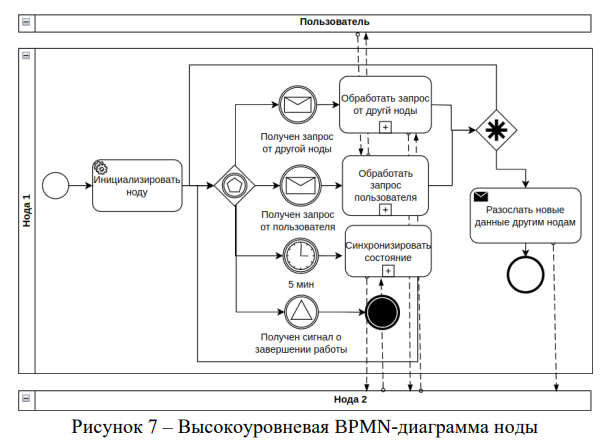 Пользователь
Нода 1
Инициализировать
ноду
Получен запрос
от другой ноды
Обработать запрос
от другй ноды
Получен запрос
от пользователя
Обработать
запрос
пользователя
5 мин
Синхронизировать
состояние
Получен сигнал о
завершении работы
Разослать новые
данные другим нодам
Нода 2
Рисунок 7 – Высокоуровневая BPMN-диаграмма ноды